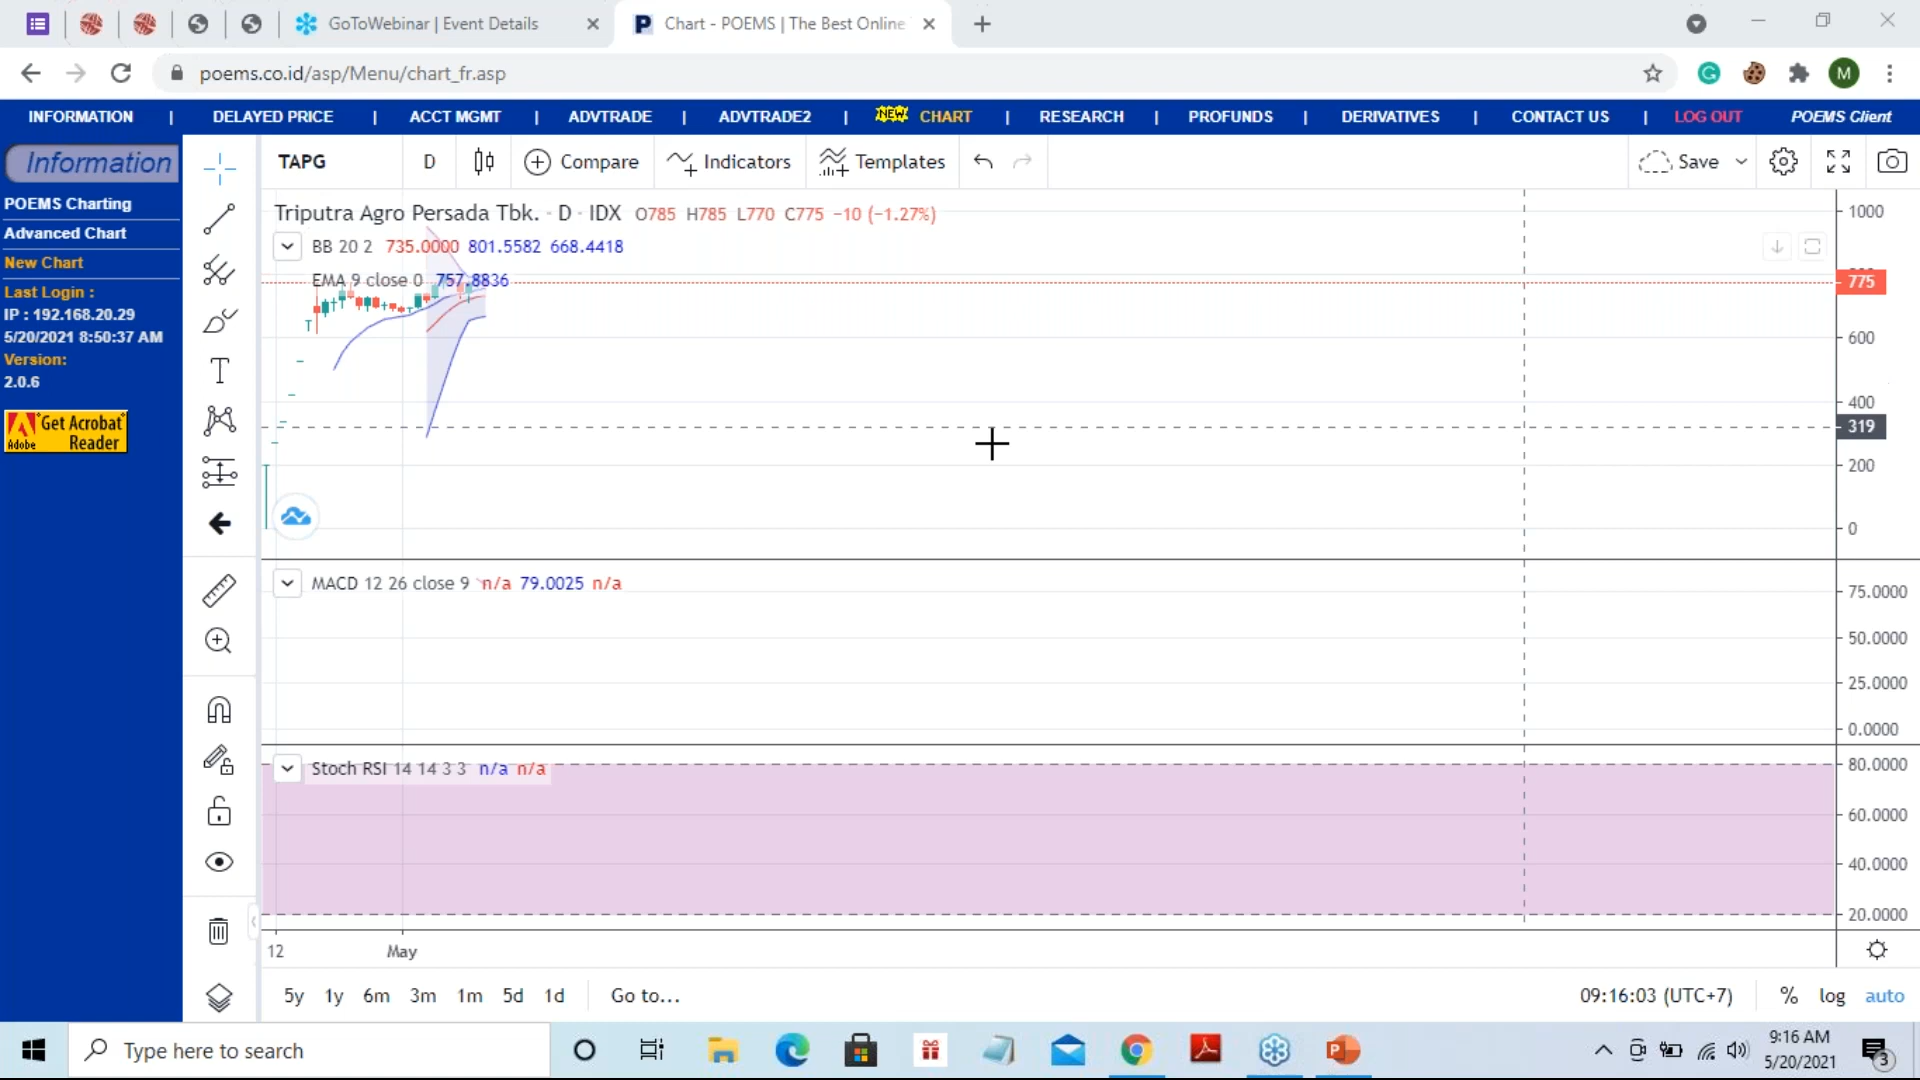 GoToWebinar | Event Details
Chart - POEMS | The Best Online
poems.co.id/asp/Menu/chart_fr.asp
M
INFORMATION | DELAYED PRICE | ACCT MGMT | ADVTRADE | ADVTRADE2 | NEW CHART | RESEARCH | PROFUNDS | DERIVATIVES | CONTACT US | LOG OUT POEMS Client
Information
POEMS Charting
Advanced Chart
New Chart
Last Login :
IP : 192.168.20.29
5/20/2021 8:50:37 AM
Version:
2.0.6
Get Acrobat
Adobe Reader
TAPG D Compare Indicators Templates Save
Triputra Agro Persada Tbk. · D · IDX O785 H785 L770 C775 −10 (−1.27%)
BB 20 2 735.0000 801.5582 668.4418
EMA 9 close 0 757.8836
1000
775
600
400
319
200
0
MACD 12 26 close 9 n/a 79.0025 n/a
75.0000
50.0000
25.0000
0.0000
Stoch RSI 14 14 3 3 n/a n/a
80.0000
60.0000
40.0000
20.0000
12 May
5y 1y 6m 3m 1m 5d 1d Go to... 09:16:03 (UTC+7) % log auto
Type here to search
9:16 AM
5/20/2021
3